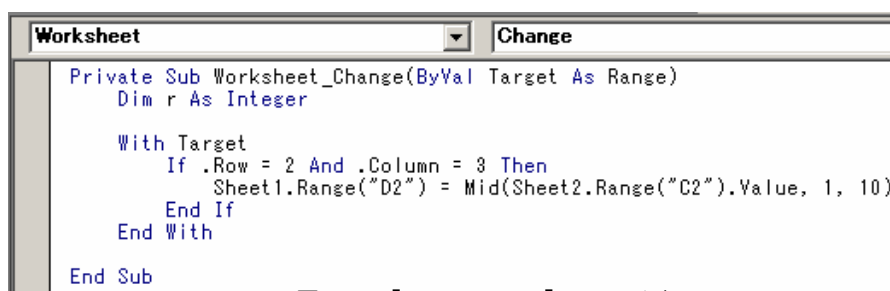 Worksheet Change
Private Sub Worksheet_Change(ByVal Target As Range)
Dim r As Integer
With Target
If .Row = 2 And .Column = 3 Then
Sheet1.Range("D2") = Mid(Sheet2.Range("C2").Value, 1, 10)
End If
End With
End Sub